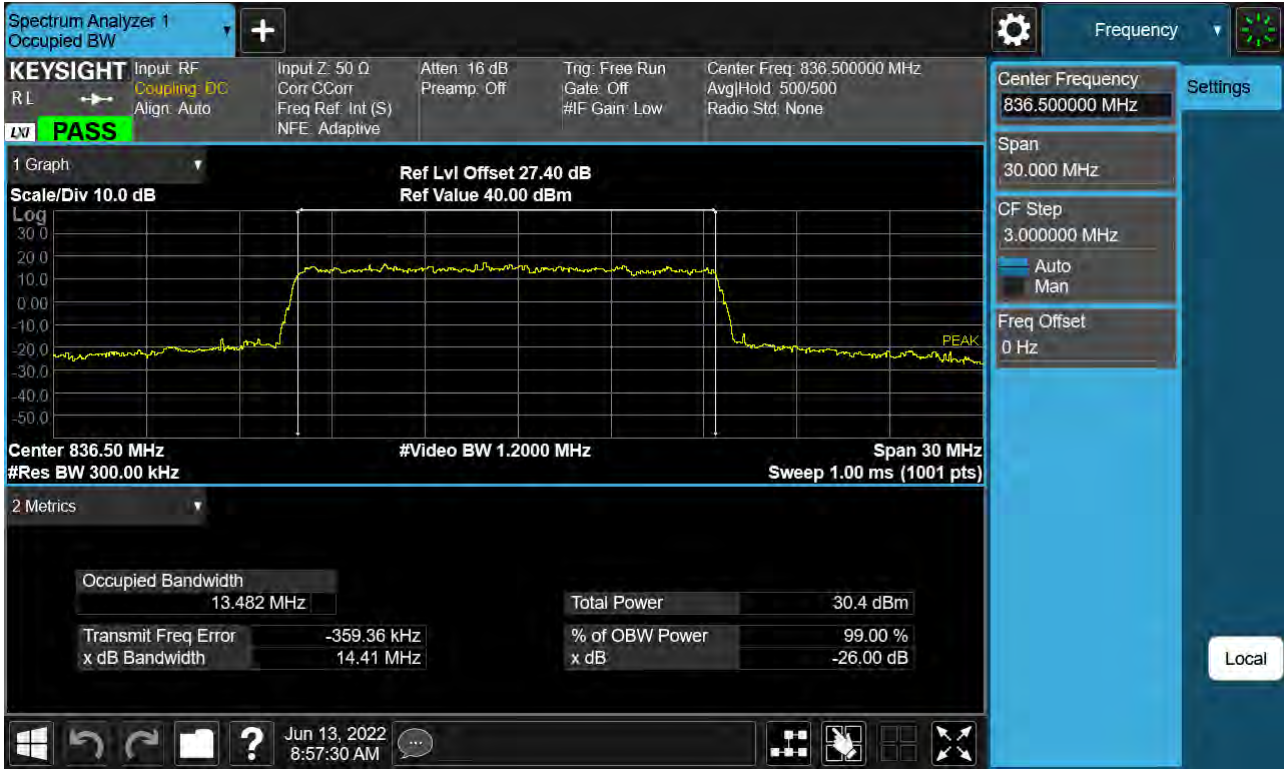 Spectrum Analyzer 1
Occupied BW
Frequency
KEYSIGHT
RL
LXI
PASS
Input: RF
Coupling: DC
Align: Auto
Input Z: 50 Ω
Corr CCorr
Freq Ref: Int (S)
NFE: Adaptive
Atten: 16 dB
Preamp: Off
Trig: Free Run
Gate: Off
#IF Gain: Low
Center Freq: 836.500000 MHz
Avg|Hold: 500/500
Radio Std: None
Center Frequency
836.500000 MHz
Settings
Span
30.000 MHz
CF Step
3.000000 MHz
Auto
Man
Freq Offset
0 Hz
1 Graph
Scale/Div 10.0 dB
Ref Lvl Offset 27.40 dB
Ref Value 40.00 dBm
Log
30.0
20.0
10.0
0.00
-10.0
-20.0
-30.0
-40.0
-50.0
PEAK
Center 836.50 MHz
#Video BW 1.2000 MHz
Span 30 MHz
#Res BW 300.00 kHz
Sweep 1.00 ms (1001 pts)
2 Metrics
Occupied Bandwidth
13.482 MHz
Total Power 30.4 dBm
Transmit Freq Error -359.36 kHz
% of OBW Power 99.00 %
x dB Bandwidth 14.41 MHz
x dB -26.00 dB
Local
?
Jun 13, 2022
8:57:30 AM